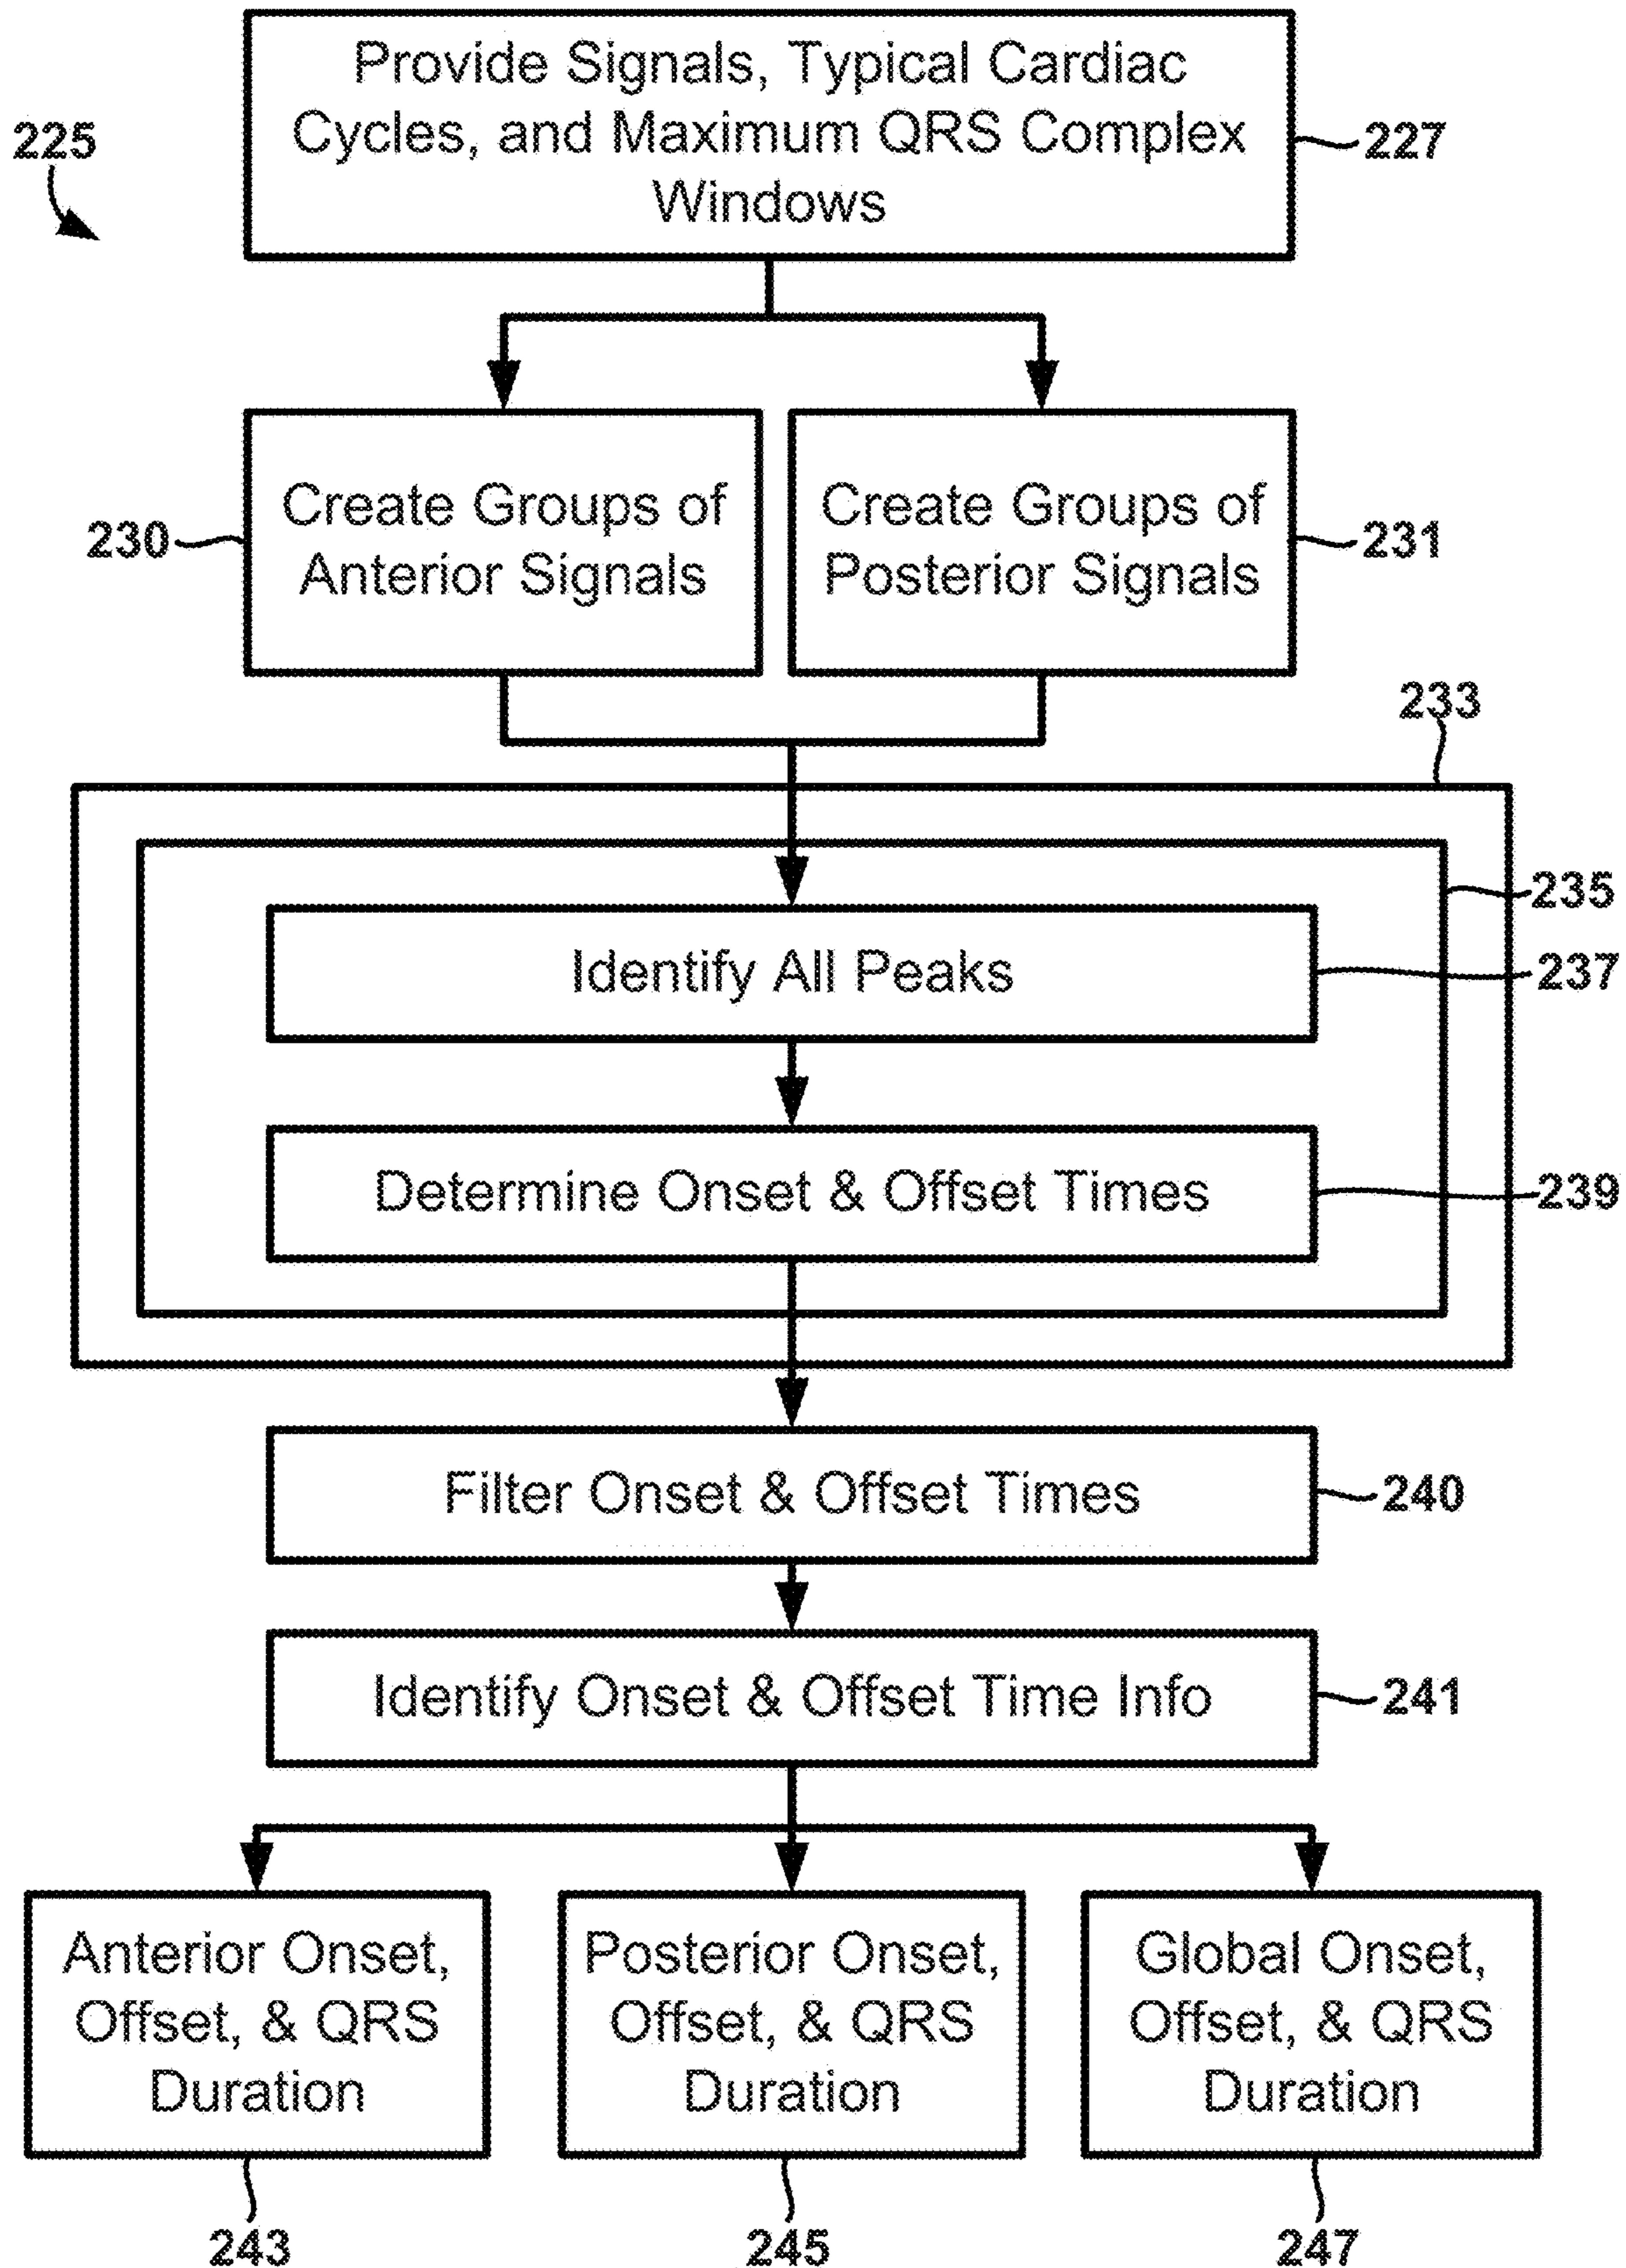 Provide Signals, Typical Cardiac
Cycles, and Maximum QRS Complex
Windows
225
227
Create Groups of
Anterior Signals
230
Create Groups of
Posterior Signals
231
233
235
Identify All Peaks
237
Determine Onset & Offset Times
239
Filter Onset & Offset Times
240
Identify Onset & Offset Time Info
241
Anterior Onset,
Offset, & QRS
Duration
Posterior Onset,
Offset, & QRS
Duration
Global Onset,
Offset, & QRS
Duration
243
245
247